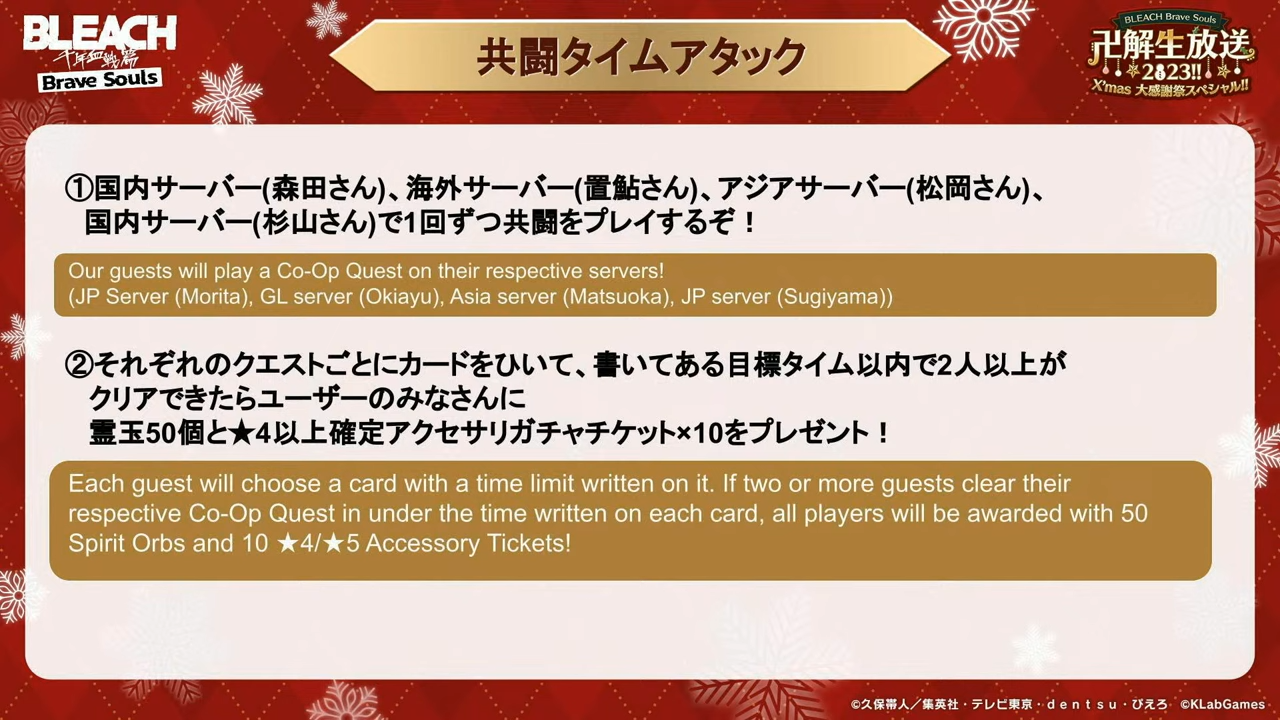 BLEACH
千年血戦篇
Brave Souls
共闘タイムアタック
BLEACH Brave Souls
卍解生放送
2023!!
X'mas 大感謝祭スペシャル!!
①国内サーバー(森田さん)、海外サーバー(置鮎さん)、アジアサーバー(松岡さん)、
国内サーバー(杉山さん)で1回ずつ共闘をプレイするぞ！
Our guests will play a Co-Op Quest on their respective servers!
(JP Server (Morita), GL server (Okiayu), Asia server (Matsuoka), JP server (Sugiyama))
②それぞれのクエストごとにカードをひいて、書いてある目標タイム以内で2人以上が
クリアできたらユーザーのみなさんに
霊玉50個と★4以上確定アクセサリガチャチケット×10をプレゼント！
Each guest will choose a card with a time limit written on it. If two or more guests clear their
respective Co-Op Quest in under the time written on each card, all players will be awarded with 50
Spirit Orbs and 10 ★4/★5 Accessory Tickets!
©久保帯人／集英社・テレビ東京・ｄｅｎｔｓｕ・ぴえろ ©KLabGames